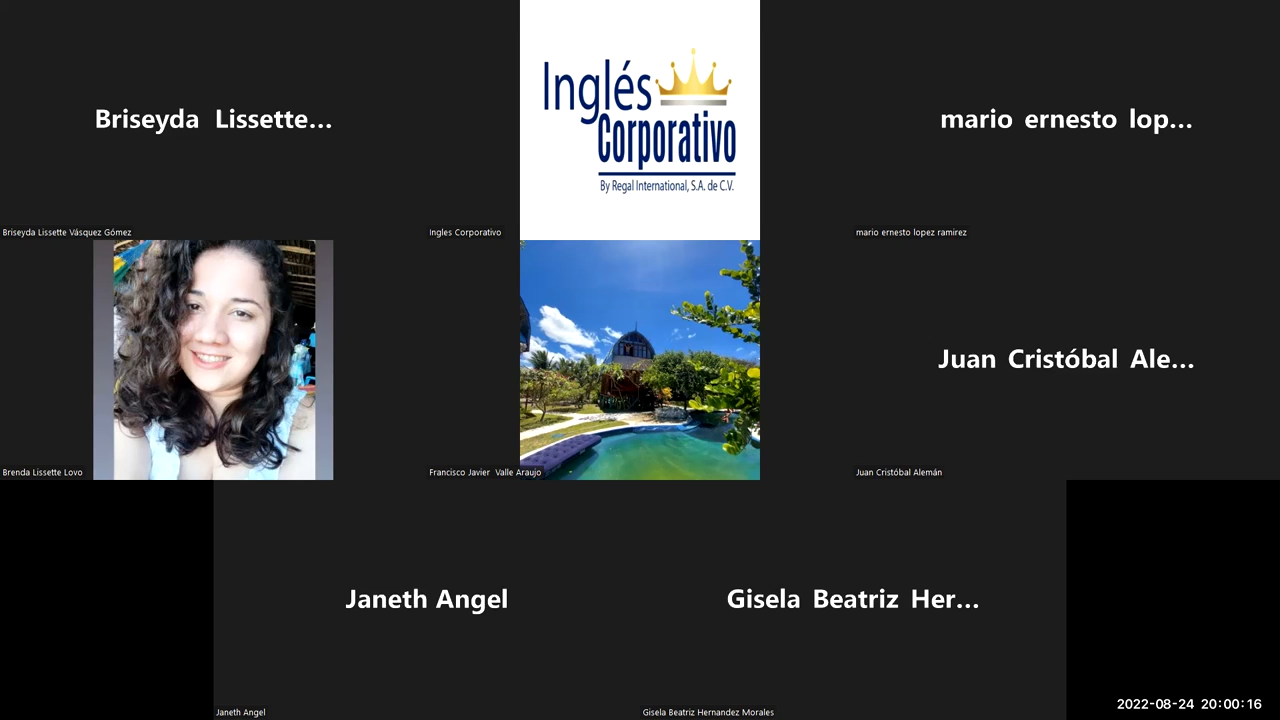 Briseyda Lissette...
Briseyda Lissette Vásquez Gómez
Inglés
Corporativo
By Regal International, S.A. de C.V.
Ingles Corporativo
mario ernesto lop...
mario ernesto lopez ramirez
Brenda Lissette Lovo
Francisco Javier Valle Araujo
Juan Cristóbal Ale...
Juan Cristóbal Alemán
Janeth Angel
Janeth Angel
Gisela Beatriz Her...
Gisela Beatriz Hernandez Morales
2022-08-24 20:00:16